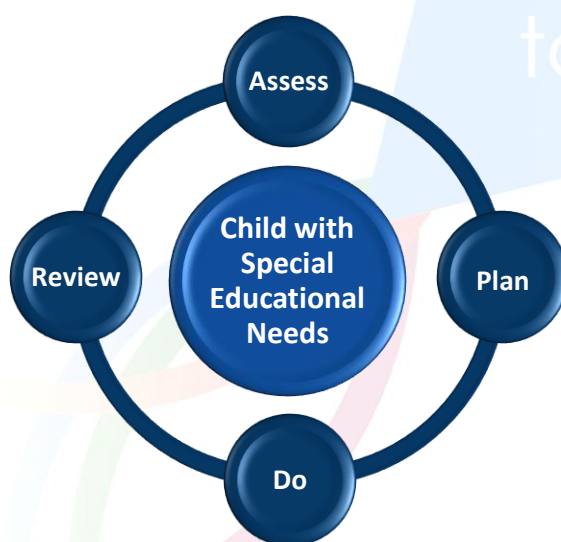 Assess
Child with
Special
Educational
Needs
Review
Plan
Do